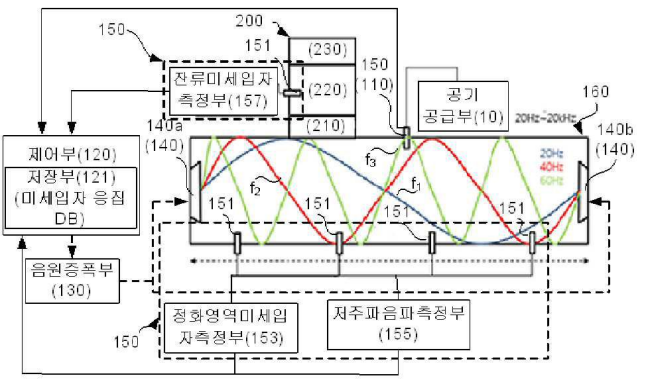 200
150
151
(230)
150
(110)
잔류미세입자
측정부(157)
(220)
공기
공급부(10)
20Hz~20kHz
160
(210)
140a
(140)
140b
(140)
제어부(120)
저장부(121)
(미세입자 응집
DB)
f₃
f₂
f₁
20Hz
40Hz
60Hz
151
151
151
151
음원증폭부
(130)
150
정화영역미세입
자측정부(153)
저주파음파측정부
(155)